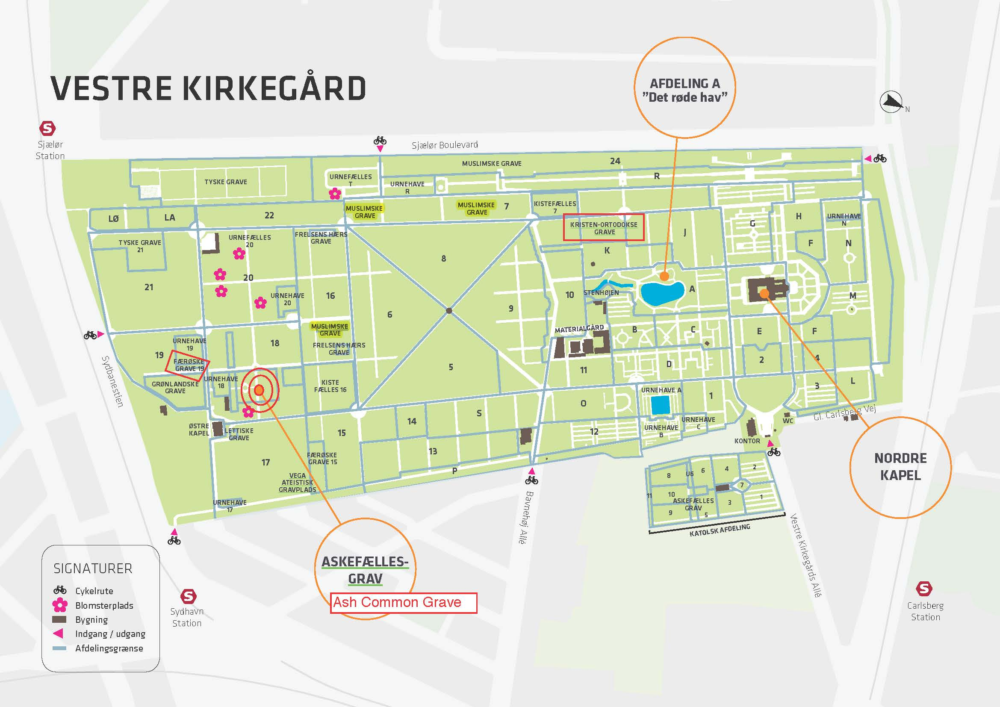 VESTRE KIRKEGÅRD
AFDELING A
"Det røde hav"
N
Sjælør
Station
Sjælør Boulevard
MUSLIMSKE GRAVE
24
R
TYSKE GRAVE
URNEFÆLLES
T
URNEHAVE
R
MUSLIMSKE
GRAVE
MUSLIMSKE
GRAVE
7
KISTEFÆLLES
7
LØ
LA
22
KRISTEN-ORTODOKSE
GRAVE
J
G
H
URNEHAVE
N
TYSKE GRAVE
21
URNEFÆLLES
20
FRELSENS HÆRS
GRAVE
8
K
F
N
21
20
URNEHAVE
20
16
6
9
10
STENHØJEN
A
M
MUSLIMSKE
GRAVE
MATERIALGÅRD
B
C
E
F
URNEHAVE
19
19
18
FRELSENS HÆRS
GRAVE
FÆRØSKE
GRAVE 19
5
11
D
2
4
GRØNLANDSKE
GRAVE
URNEHAVE
18
KISTE
FÆLLES 16
URNEHAVE A
1
3
L
Sydbanestien
O
S
14
ØSTRE
KAPEL
LETTISKE
GRAVE
15
12
URNEHAVE
B
URNEHAVE
C
WC
Gl. Carlsberg Vej
KONTOR
17
FÆRØSKE
GRAVE 15
13
P
VEGA
ATEISTISK
GRAVPLADS
URNEHAVE
17
NORDRE
KAPEL
8
U6
6
4
2
7
11
10
ASKEFÆLLES
GRAV
3
1
9
5
KATOLSK AFDELING
Bavnehøj Allé
Vestre Kirkegårds Allé
ASKEFÆLLES-
GRAV
Ash Common Grave
SIGNATURER
Cykelrute
Blomsterplads
Bygning
Indgang / udgang
Afdelingsgrænse
S
Sydhavn
Station
S
Carlsberg
Station
S